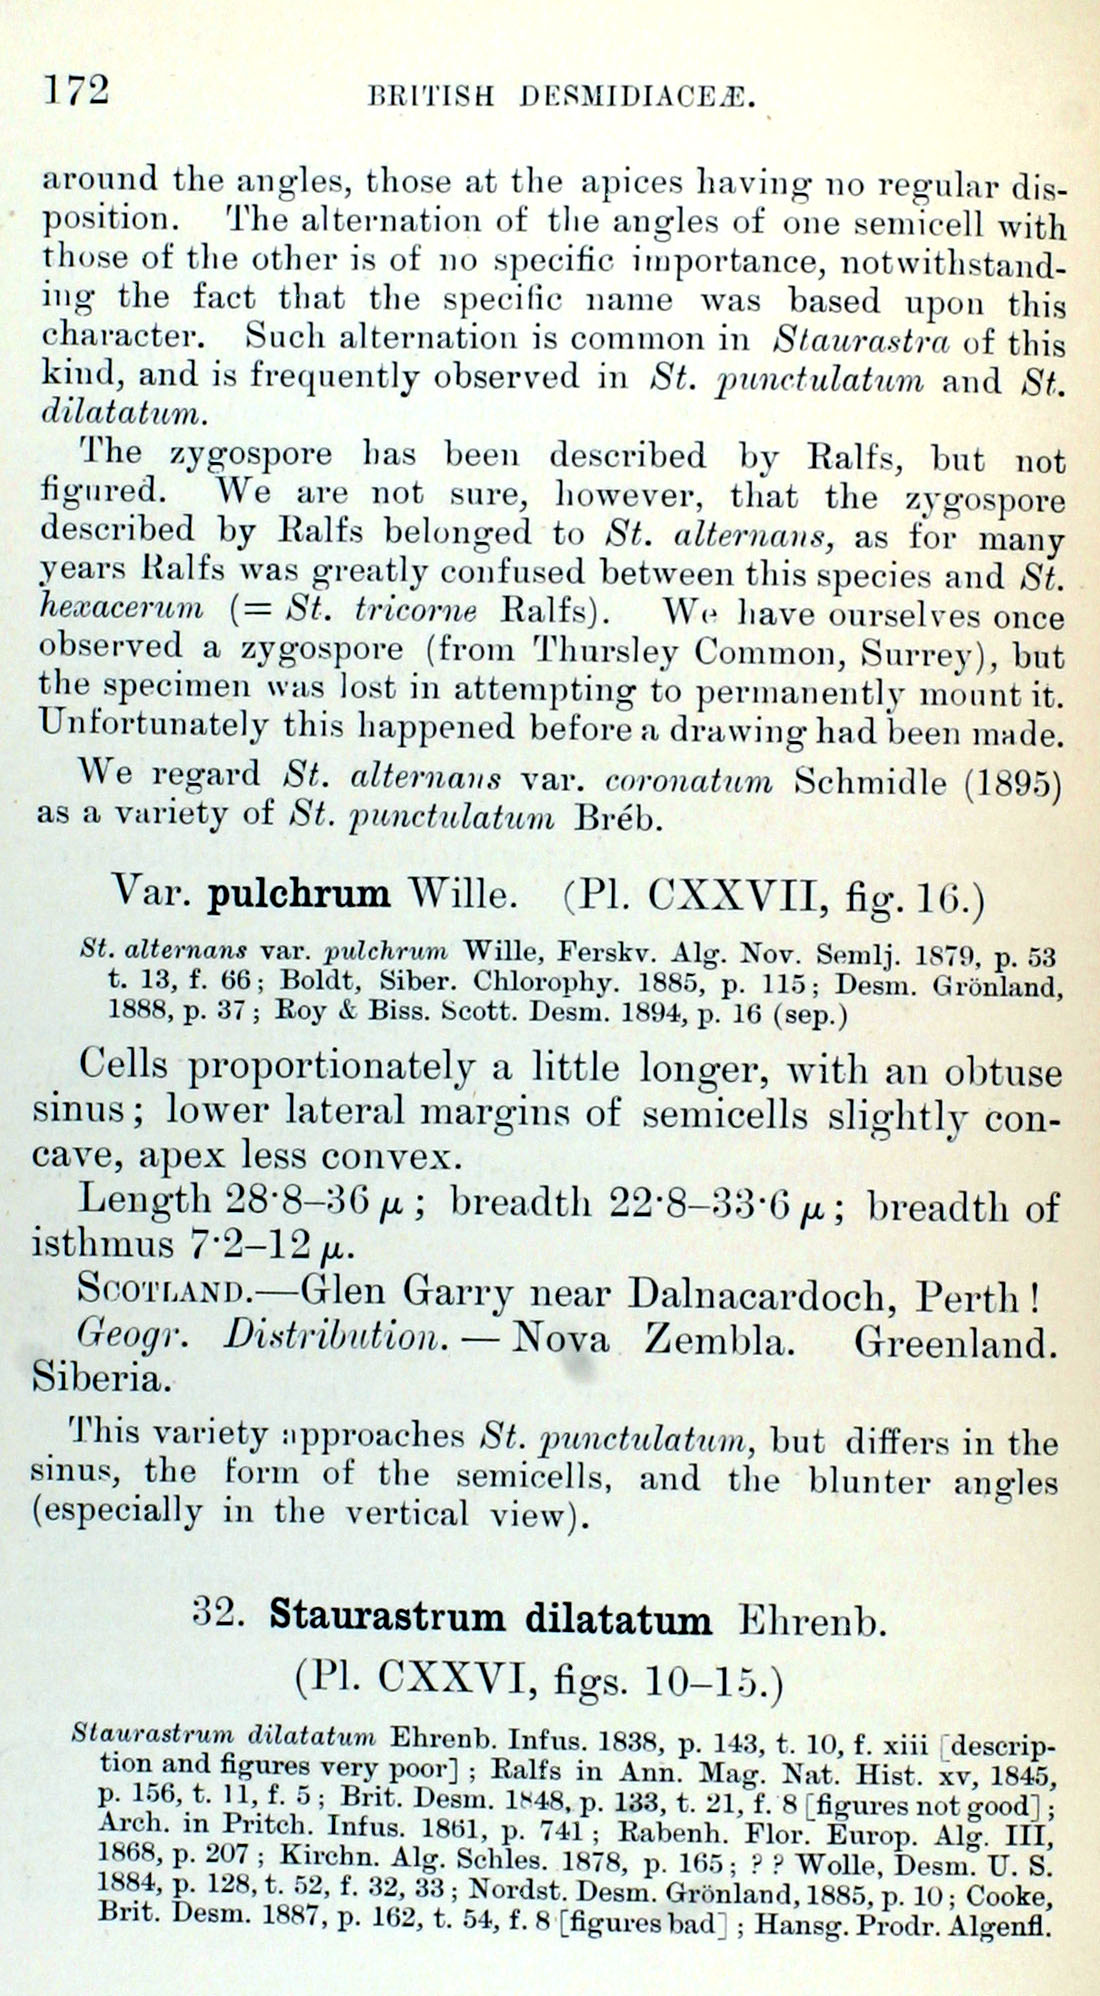 172 BRITISH DESMIDIACEÆ.
around the angles, those at the apices having no regular dis-
position. The alternation of the angles of one semicell with
those of the other is of no specific importance, notwithstand-
ing the fact that the specific name was based upon this
character. Such alternation is common in Staurastra of this
kind, and is frequently observed in St. punctulatum and St.
dilatatum.
The zygospore has been described by Ralfs, but not
figured. We are not sure, however, that the zygospore
described by Ralfs belonged to St. alternans, as for many
years Ralfs was greatly confused between this species and St.
hexacerum (= St. tricorne Ralfs). We have ourselves once
observed a zygospore (from Thursley Common, Surrey), but
the specimen was lost in attempting to permanently mount it.
Unfortunately this happened before a drawing had been made.
We regard St. alternans var. coronatum Schmidle (1895)
as a variety of St. punctulatum Bréb.
Var. pulchrum Wille. (Pl. CXXVII, fig. 16.)
St. alternans var. pulchrum Wille, Ferskv. Alg. Nov. Semlj. 1879, p. 53
t. 13, f. 66; Boldt, Siber. Chlorophy. 1885, p. 115; Desm. Grönland,
1888, p. 37; Roy & Biss. Scott. Desm. 1894, p. 16 (sep.)
Cells proportionately a little longer, with an obtuse
sinus; lower lateral margins of semicells slightly con-
cave, apex less convex.
Length 28·8–36 μ; breadth 22·8–33·6 μ; breadth of
isthmus 7·2–12 μ.
SCOTLAND.—Glen Garry near Dalnacardoch, Perth!
Geogr. Distribution. — Nova Zembla. Greenland.
Siberia.
This variety approaches St. punctulatum, but differs in the
sinus, the form of the semicells, and the blunter angles
(especially in the vertical view).
32. Staurastrum dilatatum Ehrenb.
(Pl. CXXVI, figs. 10–15.)
Staurastrum dilatatum Ehrenb. Infus. 1838, p. 143, t. 10, f. xiii [descrip-
tion and figures very poor]; Ralfs in Ann. Mag. Nat. Hist. xv, 1845,
p. 156, t. 11, f. 5; Brit. Desm. 1848, p. 133, t. 21, f. 8 [figures not good];
Arch. in Pritch. Infus. 1861, p. 741; Rabenh. Flor. Europ. Alg. III,
1868, p. 207; Kirchn. Alg. Schles. 1878, p. 165; ? ? Wolle, Desm. U. S.
1884, p. 128, t. 52, f. 32, 33; Nordst. Desm. Grönland, 1885, p. 10; Cooke,
Brit. Desm. 1887, p. 162, t. 54, f. 8 [figures bad]; Hansg. Prodr. Algenfl.